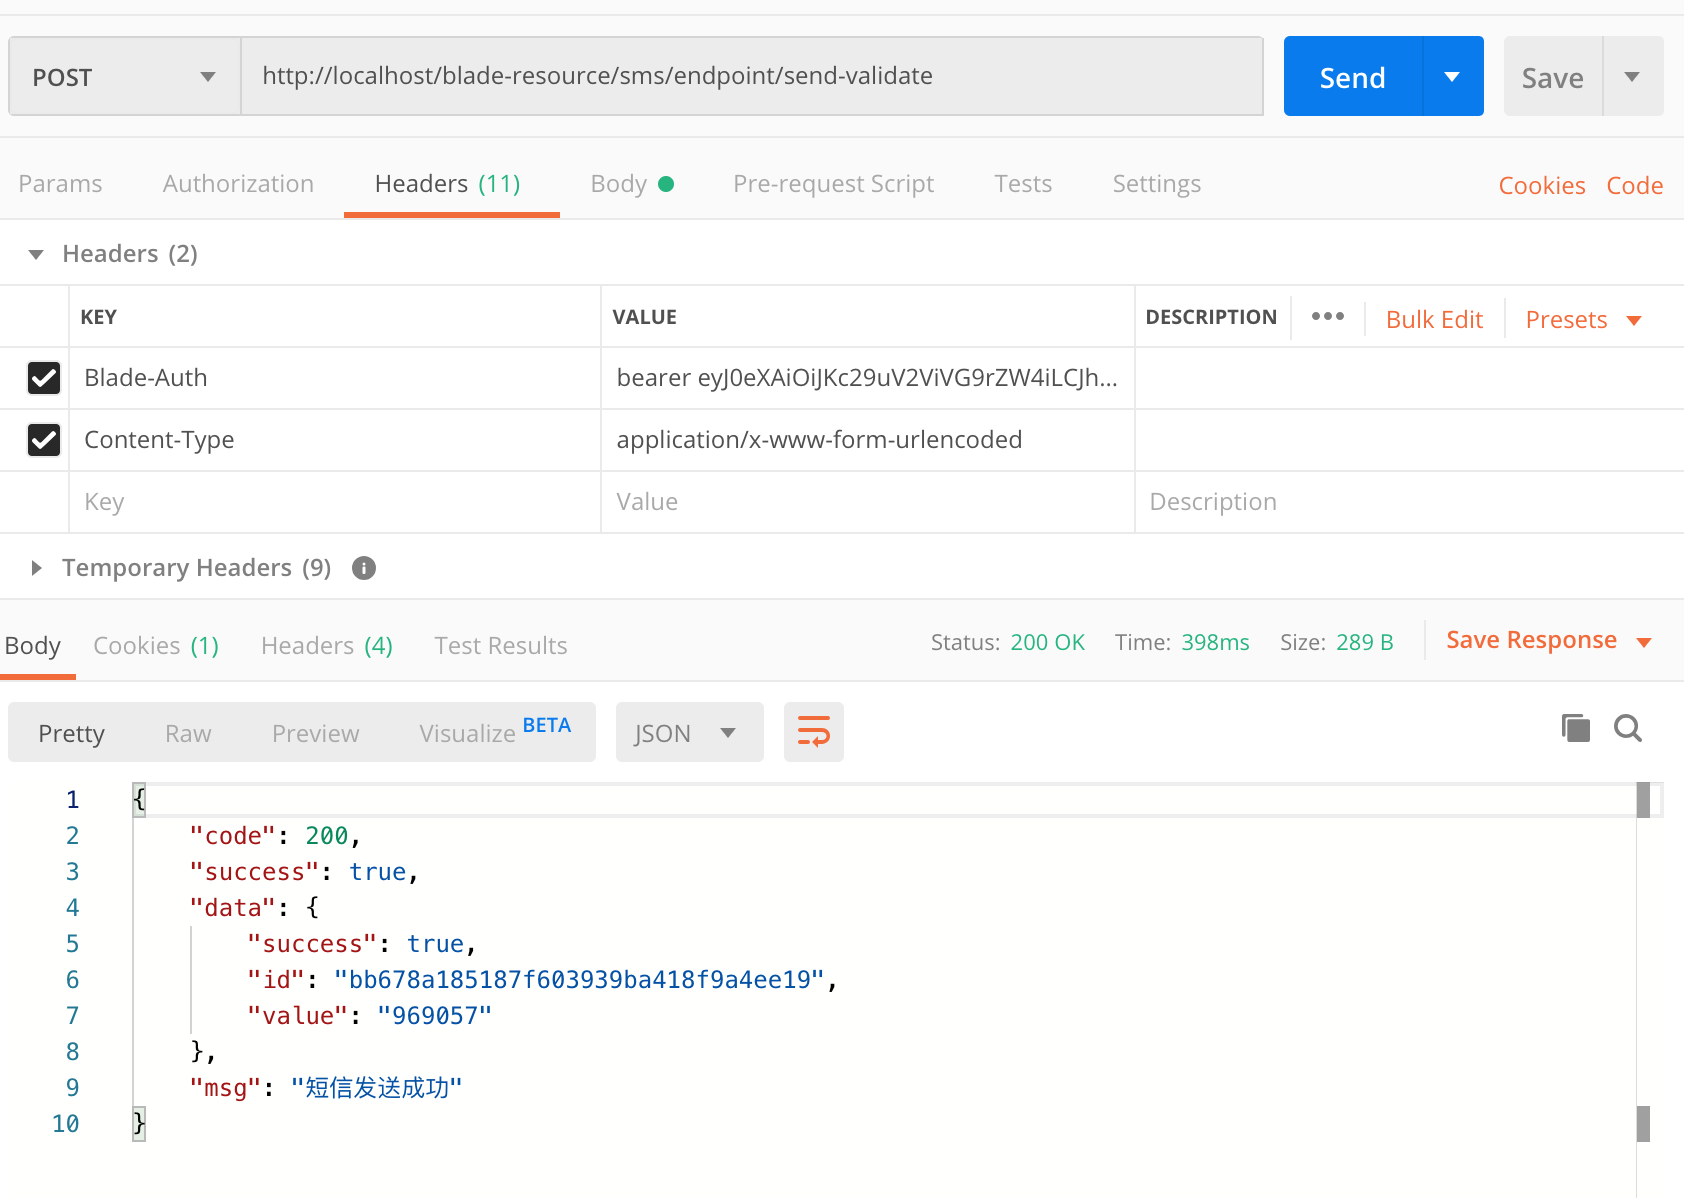 POST http://localhost/blade-resource/sms/endpoint/send-validate Send Save
Params Authorization Headers (11) Body Pre-request Script Tests Settings Cookies Code
Headers (2)
KEY VALUE DESCRIPTION ••• Bulk Edit Presets
Blade-Auth bearer eyJ0eXAiOiJKc29uV2ViVG9rZW4iLCJh...
Content-Type application/x-www-form-urlencoded
Key Value Description
Temporary Headers (9)
Body Cookies (1) Headers (4) Test Results Status: 200 OK Time: 398ms Size: 289 B Save Response
Pretty Raw Preview Visualize BETA JSON
1 {
2 "code": 200,
3 "success": true,
4 "data": {
5 "success": true,
6 "id": "bb678a185187f603939ba418f9a4ee19",
7 "value": "969057"
8 },
9 "msg": "短信发送成功"
10 }